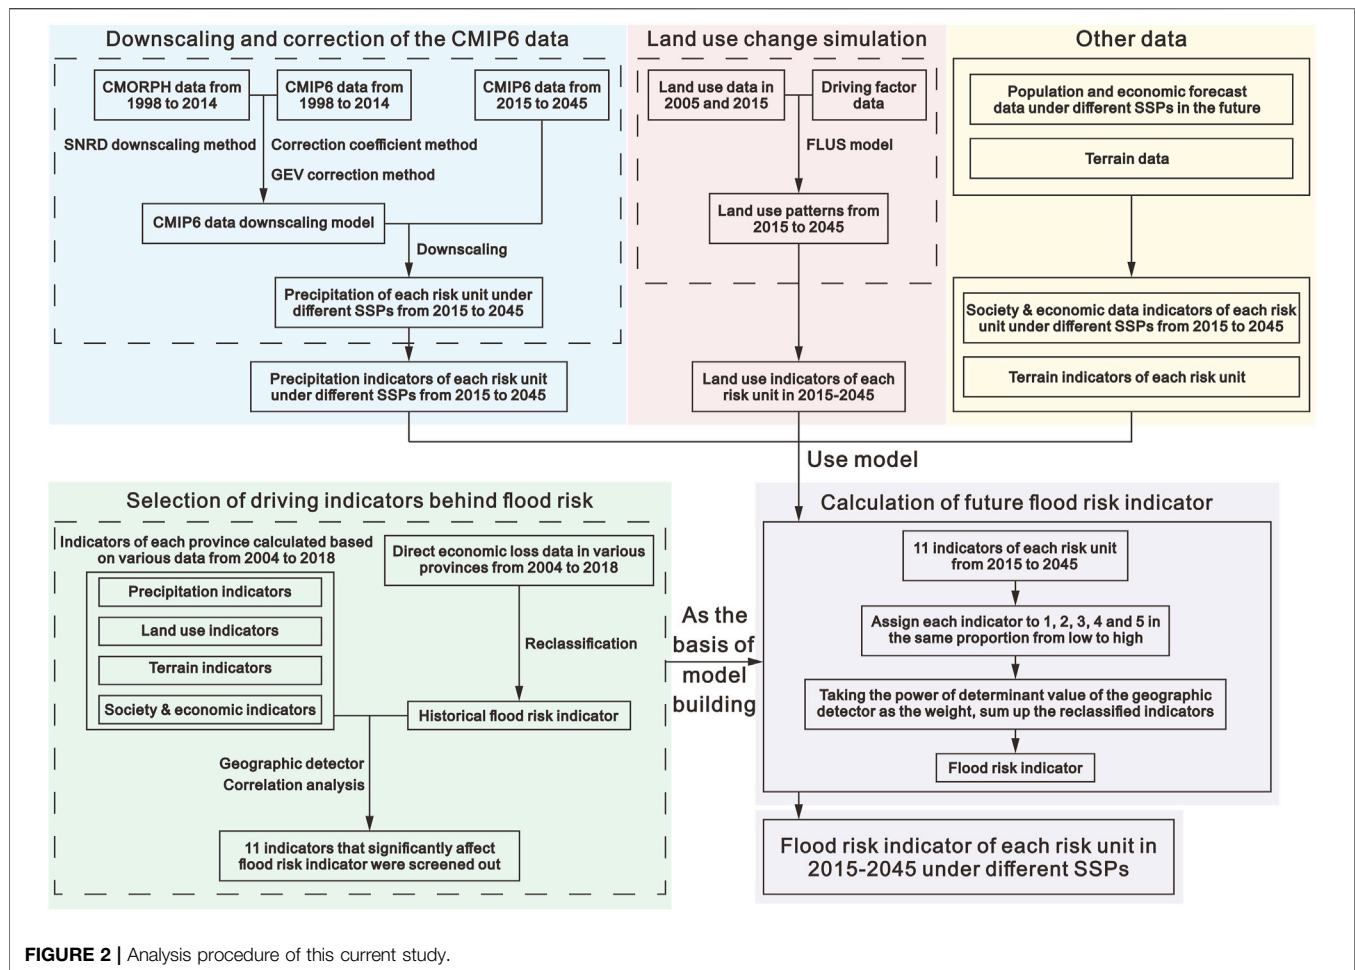 Downscaling and correction of the CMIP6 data
CMORPH data from
1998 to 2014
CMIP6 data from
1998 to 2014
CMIP6 data from
2015 to 2045
SNRD downscaling method
Correction coefficient method
GEV correction method
CMIP6 data downscaling model
Downscaling
Precipitation of each risk unit under
different SSPs from 2015 to 2045
Precipitation indicators of each risk unit
under different SSPs from 2015 to 2045
Land use change simulation
Land use data in
2005 and 2015
Driving factor
data
FLUS model
Land use patterns from
2015 to 2045
Land use indicators of each
risk unit in 2015-2045
Other data
Population and economic forecast
data under different SSPs in the future
Terrain data
Society & economic data indicators of each risk
unit under different SSPs from 2015 to 2045
Terrain indicators of each risk unit
Use model
Selection of driving indicators behind flood risk
Indicators of each province calculated based
on various data from 2004 to 2018
Precipitation indicators
Land use indicators
Terrain indicators
Society & economic indicators
Direct economic loss data in various
provinces from 2004 to 2018
Reclassification
Historical flood risk indicator
Geographic detector
Correlation analysis
11 indicators that significantly affect
flood risk indicator were screened out
As the
basis of
model
building
Calculation of future flood risk indicator
11 indicators of each risk unit
from 2015 to 2045
Assign each indicator to 1, 2, 3, 4 and 5 in
the same proportion from low to high
Taking the power of determinant value of the geographic
detector as the weight, sum up the reclassified indicators
Flood risk indicator
Flood risk indicator of each risk unit in
2015-2045 under different SSPs
FIGURE 2 | Analysis procedure of this current study.